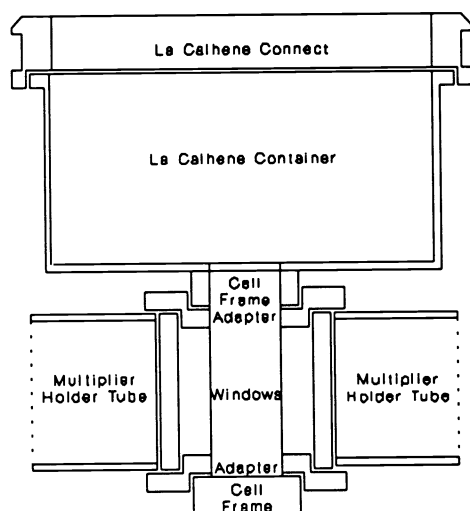 La Calhene Connect
La Calhene Container
Cell
Frame
Adapter
Multiplier
Holder Tube
Windows
Multiplier
Holder Tube
Adapter
Cell
Frame